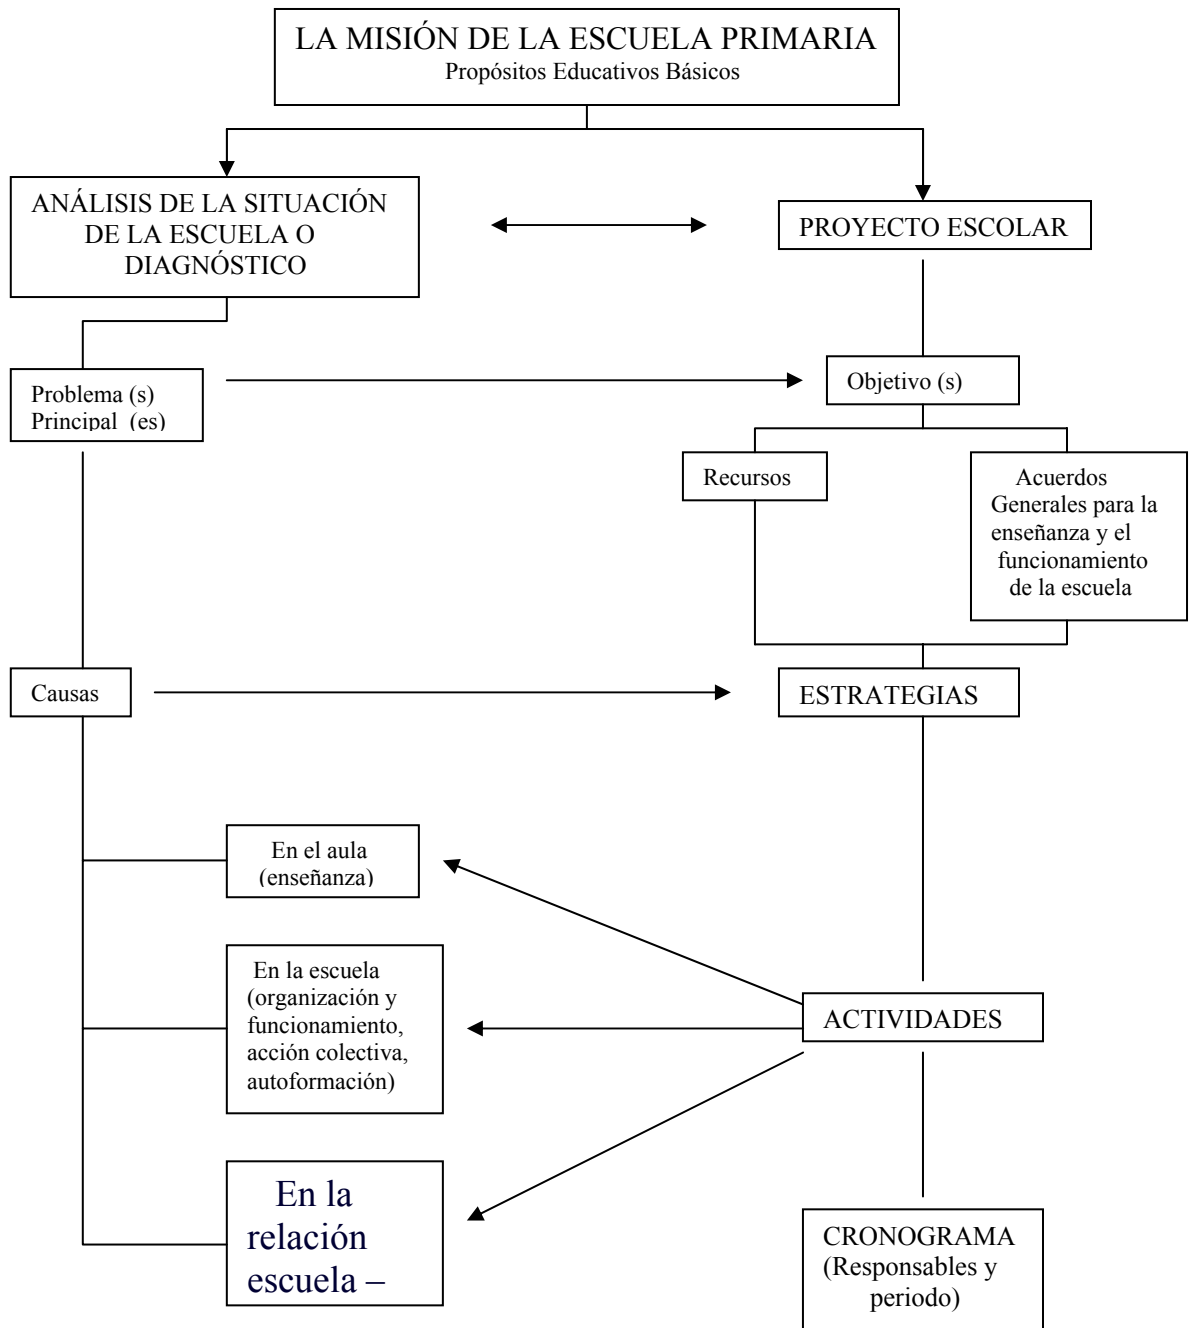 LA MISIÓN DE LA ESCUELA PRIMARIA
Propósitos Educativos Básicos
ANÁLISIS DE LA SITUACIÓN
DE LA ESCUELA O
DIAGNÓSTICO
PROYECTO ESCOLAR
Problema (s)
Principal (es)
Objetivo (s)
Recursos
Acuerdos
Generales para la
enseñanza y el
funcionamiento
de la escuela
Causas
ESTRATEGIAS
En el aula
(enseñanza)
En la escuela
(organización y
funcionamiento,
acción colectiva,
autoformación)
ACTIVIDADES
En la
relación
escuela –
CRONOGRAMA
(Responsables y
periodo)